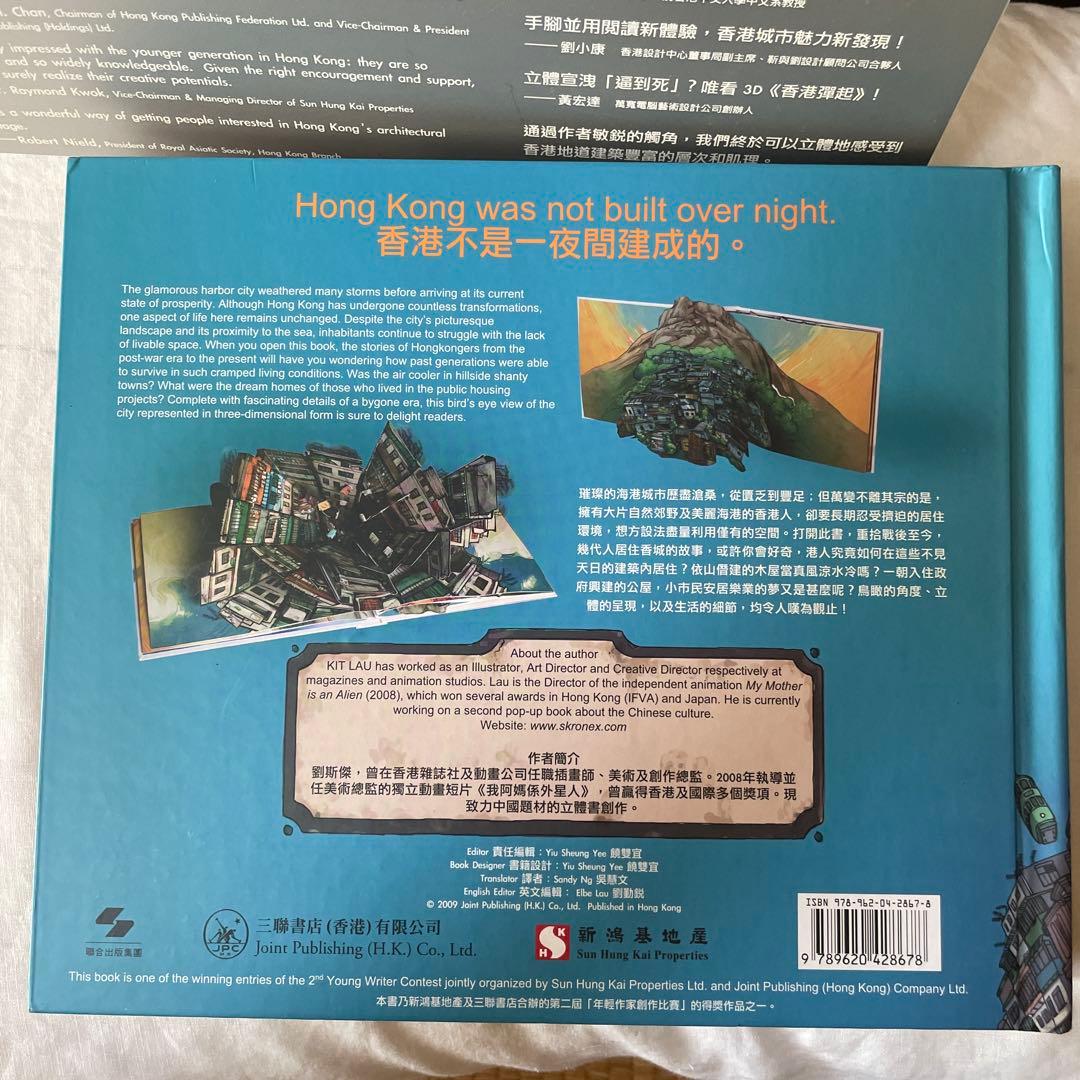 Chan, Chairman of Hong Kong Publishing Federation Ltd. and Vice-Chairman & President
(Holdings) Ltd.
impressed with the younger generation in Hong Kong: they are so
and so widely knowledgeable. Given the right encouragement and support,
surely realize their creative potentials.
Raymond Kwok, Vice-Chairman & Managing Director of Sun Hung Kai Properties
a wonderful way of getting people interested in Hong Kong's architectural
—Robert Nield, President of Royal Asiatic Society, Hong Kong Branch
手腳並用閱讀新體驗，香港城市魅力新發現！
——劉小康 香港設計中心董事局副主席、靳與劉設計顧問公司合夥人
立體宣洩「逼到死」？唯看 3D《香港彈起》！
——黃宏達 萬寬電腦藝術設計公司創辦人
通過作者敏銳的觸角，我們終於可以立體地感受到
香港地道建築豐富的層次和肌理。
Hong Kong was not built over night.
香港不是一夜間建成的。
The glamorous harbor city weathered many storms before arriving at its current
state of prosperity. Although Hong Kong has undergone countless transformations,
one aspect of life here remains unchanged. Despite the city's picturesque
landscape and its proximity to the sea, inhabitants continue to struggle with the lack
of livable space. When you open this book, the stories of Hongkongers from the
post-war era to the present will have you wondering how past generations were able
to survive in such cramped living conditions. Was the air cooler in hillside shanty
towns? What were the dream homes of those who lived in the public housing
projects? Complete with fascinating details of a bygone era, this bird's eye view of the
city represented in three-dimensional form is sure to delight readers.
璀璨的海港城市歷盡滄桑，從匱乏到豐足；但萬變不離其宗的是，
擁有大片自然郊野及美麗海港的香港人，卻要長期忍受擠迫的居住
環境，想方設法盡量利用僅有的空間。打開此書，重拾戰後至今，
幾代人居住香城的故事，或許你會好奇，港人究竟如何在這些不見
天日的建築內居住？依山僭建的木屋當真風涼水冷嗎？一朝入住政
府興建的公屋，小市民安居樂業的夢又是甚麼呢？鳥瞰的角度、立
體的呈現，以及生活的細節，均令人嘆為觀止！
About the author
KIT LAU has worked as an Illustrator, Art Director and Creative Director respectively at
magazines and animation studios. Lau is the Director of the independent animation My Mother
is an Alien (2008), which won several awards in Hong Kong (IFVA) and Japan. He is currently
working on a second pop-up book about the Chinese culture.
Website: www.skronex.com
作者簡介
劉斯傑，曾在香港雜誌社及動畫公司任職插畫師、美術及創作總監。2008年執導並
任美術總監的獨立動畫短片《我阿媽係外星人》，曾贏得香港及國際多個獎項。現
致力中國題材的立體書創作。
Editor 責任編輯：Yiu Sheung Yee 饒雙宜
Book Designer 書籍設計：Yiu Sheung Yee 饒雙宜
Translator 譯者：Sandy Ng 吳慧文
English Editor 英文編輯： Elbe Lau 劉勤銳
© 2009 Joint Publishing (H.K.) Co., Ltd. Published in Hong Kong
聯合出版集團
JPC
三聯書店(香港)有限公司
Joint Publishing (H.K.) Co., Ltd.
S H K
新鴻基地產
Sun Hung Kai Properties
ISBN 978-962-04-2867-8
9 789620 428678
This book is one of the winning entries of the 2nd Young Writer Contest jointly organized by Sun Hung Kai Properties Ltd. and Joint Publishing (Hong Kong) Company Ltd.
本書乃新鴻基地產及三聯書店合辦的第二屆「年輕作家創作比賽」的得獎作品之一。